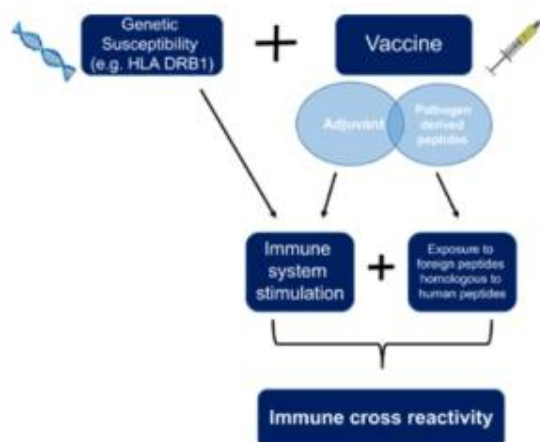 Genetic
Susceptibility
(e.g. HLA DRB1)
Vaccine
Adjuvant
Pathogen
derived
peptides
Immune
system
stimulation
Exposure to
foreign peptides
homologous to
human peptides
Immune cross reactivity